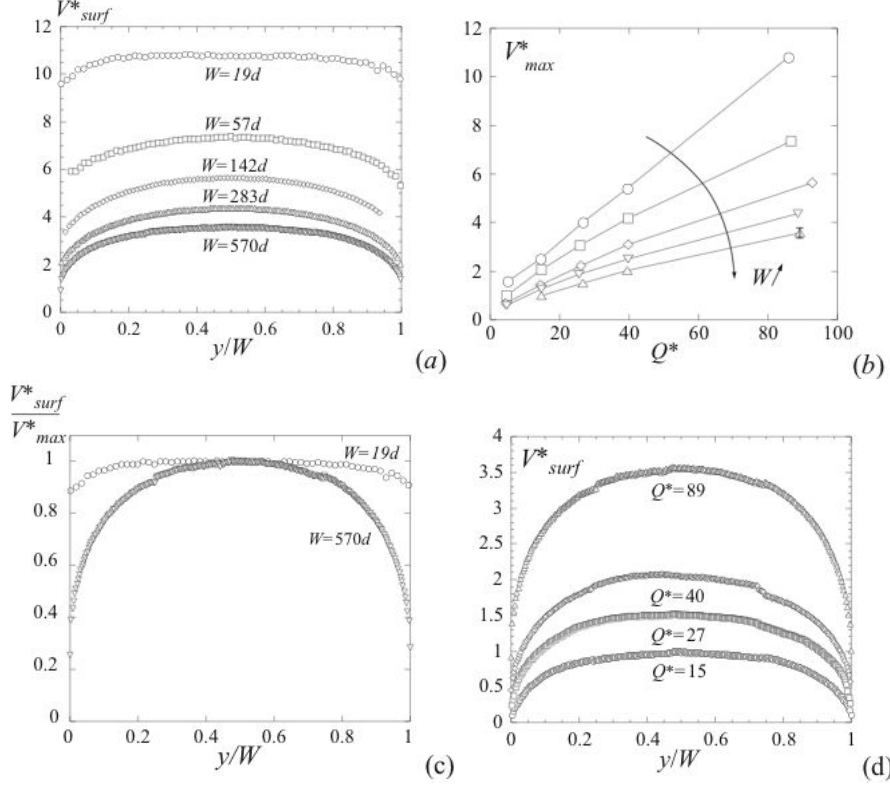 V*surf
12
10
8
6
4
2
0
W=19d
W=57d
W=142d
W=283d
W=570d
0 0.2 0.4 0.6 0.8 1
y/W
(a)
V*max
12
10
8
6
4
2
0
W
0 20 40 60 80 100
Q*
(b)
V*surf
V*max
1
0.8
0.6
0.4
0.2
0
W=19d
W=570d
0 0.2 0.4 0.6 0.8 1
y/W
(c)
V*surf
4
3.5
3
2.5
2
1.5
1
0.5
0
Q*=89
Q*=40
Q*=27
Q*=15
0 0.2 0.4 0.6 0.8 1
y/W
(d)